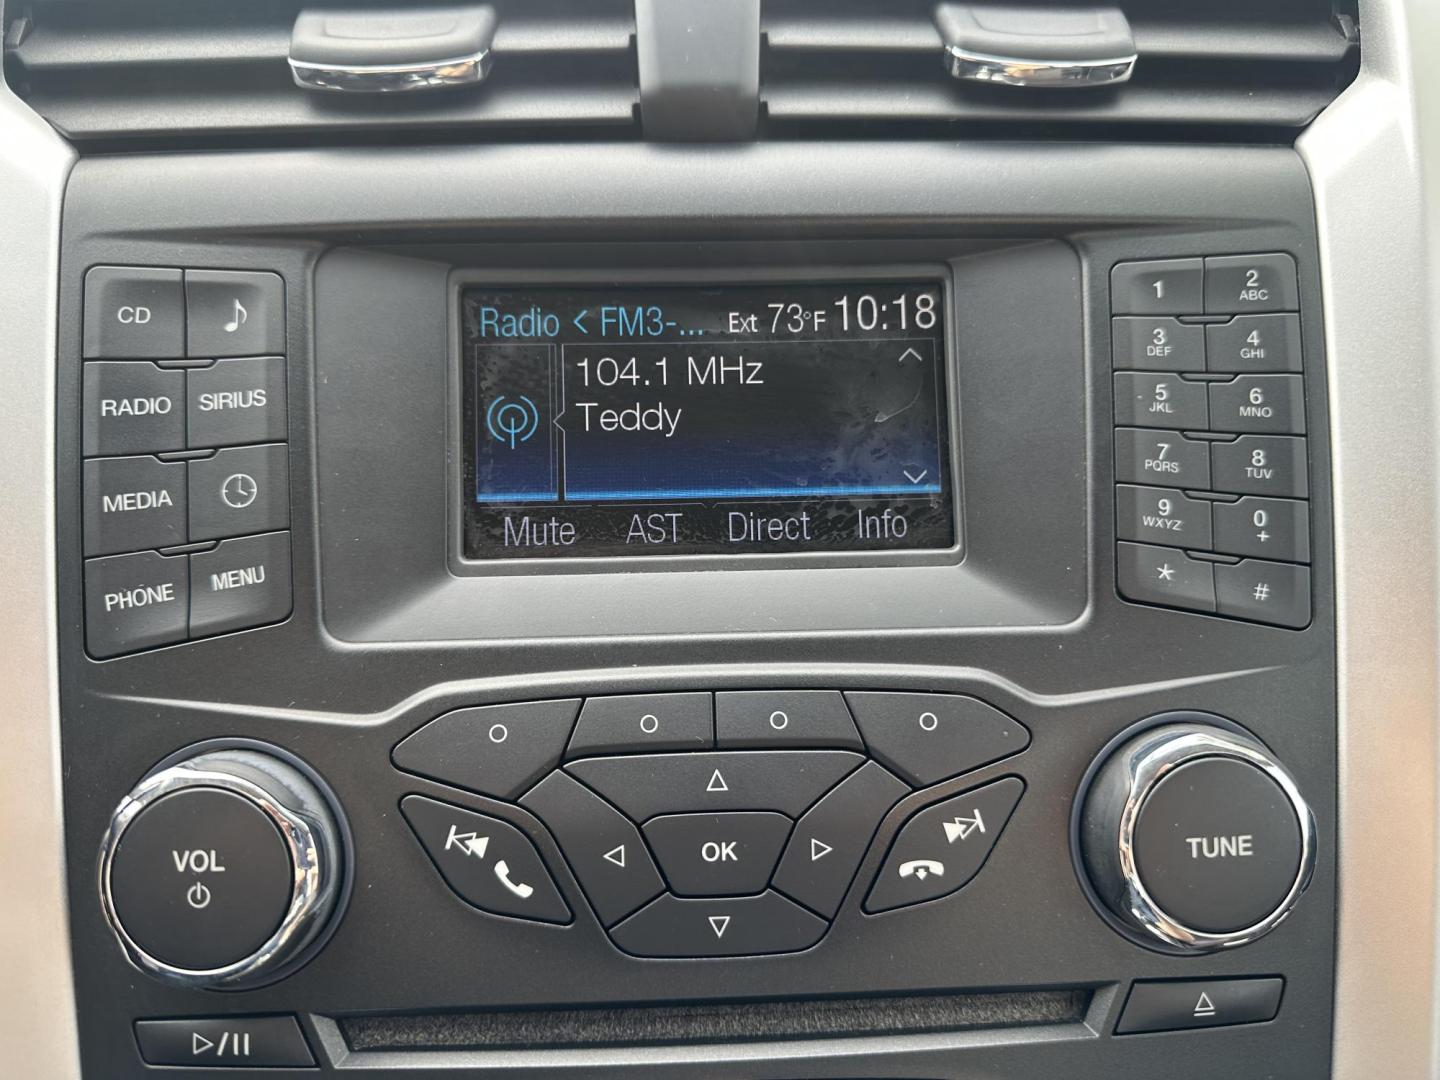 Radio < FM3-... Ext 73°F 10:18
104.1 MHz
Teddy
Mute AST Direct Info
CD
RADIO SIRIUS
MEDIA
PHONE MENU
1 2 ABC
3 DEF 4 GHI
5 JKL 6 MNO
7 PQRS 8 TUV
9 WXYZ 0 +
* #
VOL
OK
TUNE